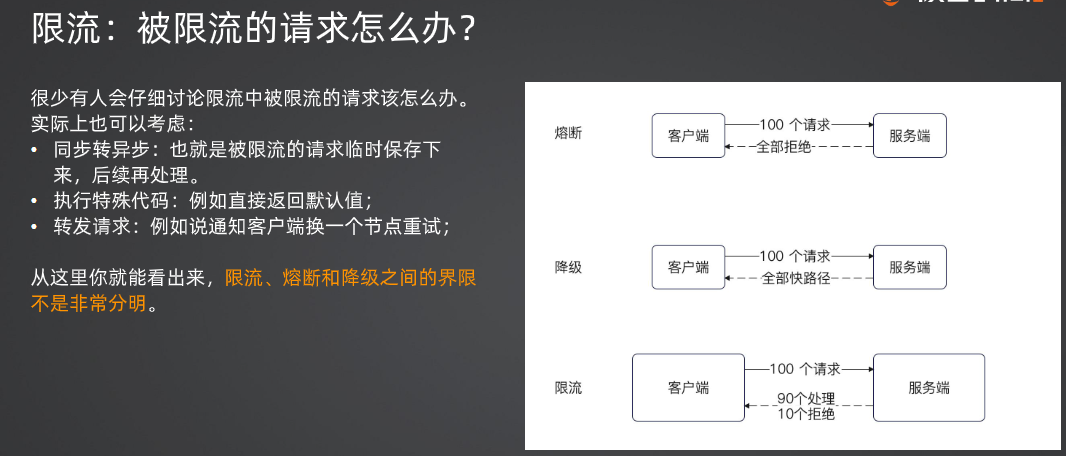 限流：被限流的请求怎么办？
很少有人会仔细讨论限流中被限流的请求该怎么办。
实际上也可以考虑：
• 同步转异步：也就是被限流的请求临时保存下
来，后续再处理。
• 执行特殊代码：例如直接返回默认值；
• 转发请求：例如说通知客户端换一个节点重试；
从这里你就能看出来，限流、熔断和降级之间的界限
不是非常分明。
熔断
客户端
100 个请求
全部拒绝
服务端
降级
客户端
100 个请求
全部快路径
服务端
限流
客户端
100 个请求
90个处理
10个拒绝
服务端